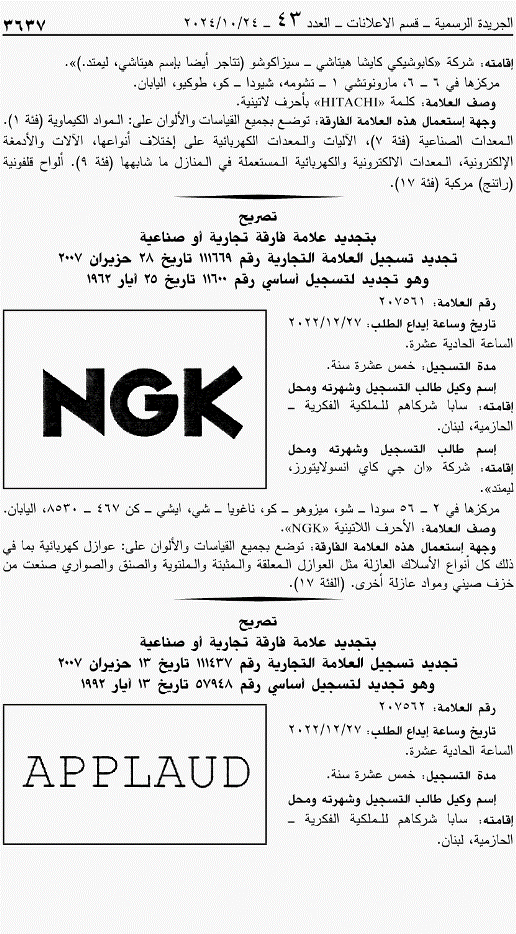 الجريدة الرسمية ـ قسم الاعلانات ـ العدد ٤٣ ـ ٢٠٢٤/١٠/٢٤
٣٦٣٧
إقامته: شركة «كابوشيكي كايشا هيتاشي ـ سيزاكوشو (تتاجر أيضا بإسم هيتاشي، ليمتد.)».
مركزها في ٦ ـ ٦، مارونوتشي ١ ـ تشومه، شيودا ـ كو، طوكيو، اليابان.
وصف العلامة: كلمة «HITACHI» بأحرف لاتينية.
وجهة إستعمال هذه العلامة الفارقة: توضع بجميع القياسات والألوان على: المواد الكيماوية (فئة ١).
المعدات الصناعية (فئة ٧)، الآليات والمعدات الكهربائية على إختلاف أنواعها، الآلات والأدمغة
الإلكترونية، المعدات الالكترونية والكهربائية المستعملة في المنازل ما شابهها (فئة ٩). ألواح قلفونية
(راتنج) مركبة (فئة ١٧).
تصريح
بتجديد علامة فارقة تجارية أو صناعية
تجديد تسجيل العلامة التجارية رقم ١١١٦٦٩ تاريخ ٢٨ حزيران ٢٠٠٧
وهو تجديد لتسجيل أساسي رقم ١١٦٠٠ تاريخ ٢٥ أيار ١٩٦٢
رقم العلامة: ٢٠٧٥٦١
تاريخ وساعة إيداع الطلب: ٢٠٢٢/١٢/٢٧
الساعة الحادية عشرة.
مدة التسجيل: خمس عشرة سنة.
إسم وكيل طالب التسجيل وشهرته ومحل
إقامته: سابا شركاهم للملكية الفكرية ـ
الحازمية، لبنان.
إسم طالب التسجيل وشهرته ومحل
إقامته: شركة «ان جي كاي انسولايتورز،
ليمتد».
NGK
مركزها في ٢ ـ ٥٦ سودا ـ شو، ميزوهو ـ كو، ناغويا ـ شي، ايشي ـ كن ٤٦٧ ـ ٨٥٣٠، اليابان.
وصف العلامة: الأحرف اللاتينية «NGK».
وجهة إستعمال هذه العلامة الفارقة: توضع بجميع القياسات والألوان على: عوازل كهربائية بما في
ذلك كل أنواع الأسلاك العازلة مثل العوازل المعلقة والمثبتة والملتوية والصنق والصواري صنعت من
خزف صيني ومواد عازلة أخرى. (الفئة ١٧).
تصريح
بتجديد علامة فارقة تجارية أو صناعية
تجديد تسجيل العلامة التجارية رقم ١١١٤٣٧ تاريخ ١٣ حزيران ٢٠٠٧
وهو تجديد لتسجيل أساسي رقم ٥٧٩٤٨ تاريخ ١٣ أيار ١٩٩٢
رقم العلامة: ٢٠٧٥٦٢
تاريخ وساعة إيداع الطلب: ٢٠٢٢/١٢/٢٧
الساعة الحادية عشرة.
مدة التسجيل: خمس عشرة سنة.
إسم وكيل طالب التسجيل وشهرته ومحل
إقامته: سابا شركاهم للملكية الفكرية ـ
الحازمية، لبنان.
APPLAUD